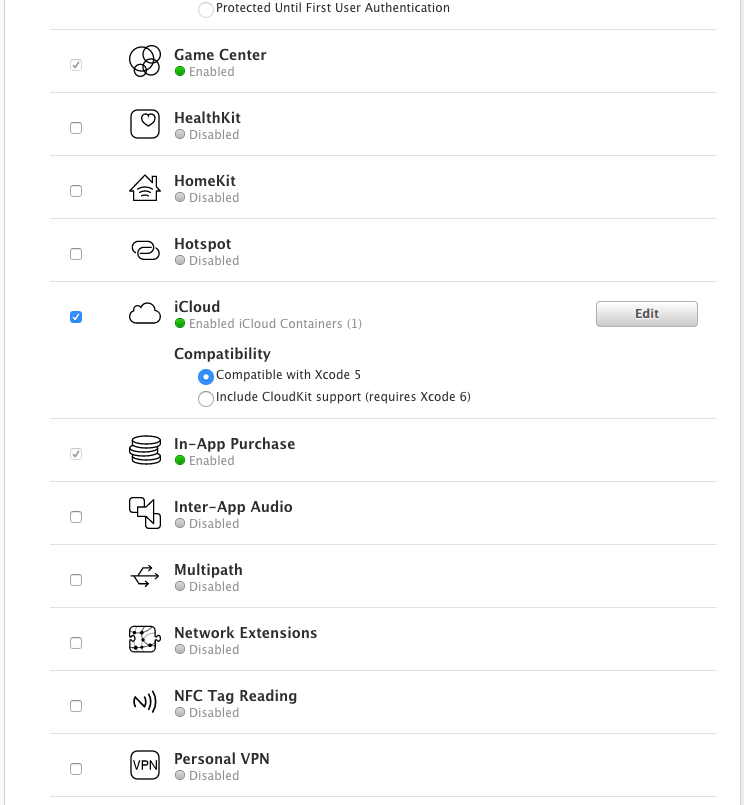 Protected Until First User Authentication
Game Center
Enabled
HealthKit
Disabled
HomeKit
Disabled
Hotspot
Disabled
iCloud
Enabled iCloud Containers (1)
Edit
Compatibility
Compatible with Xcode 5
Include CloudKit support (requires Xcode 6)
In-App Purchase
Enabled
Inter-App Audio
Disabled
Multipath
Disabled
Network Extensions
Disabled
NFC Tag Reading
Disabled
VPN
Personal VPN
Disabled